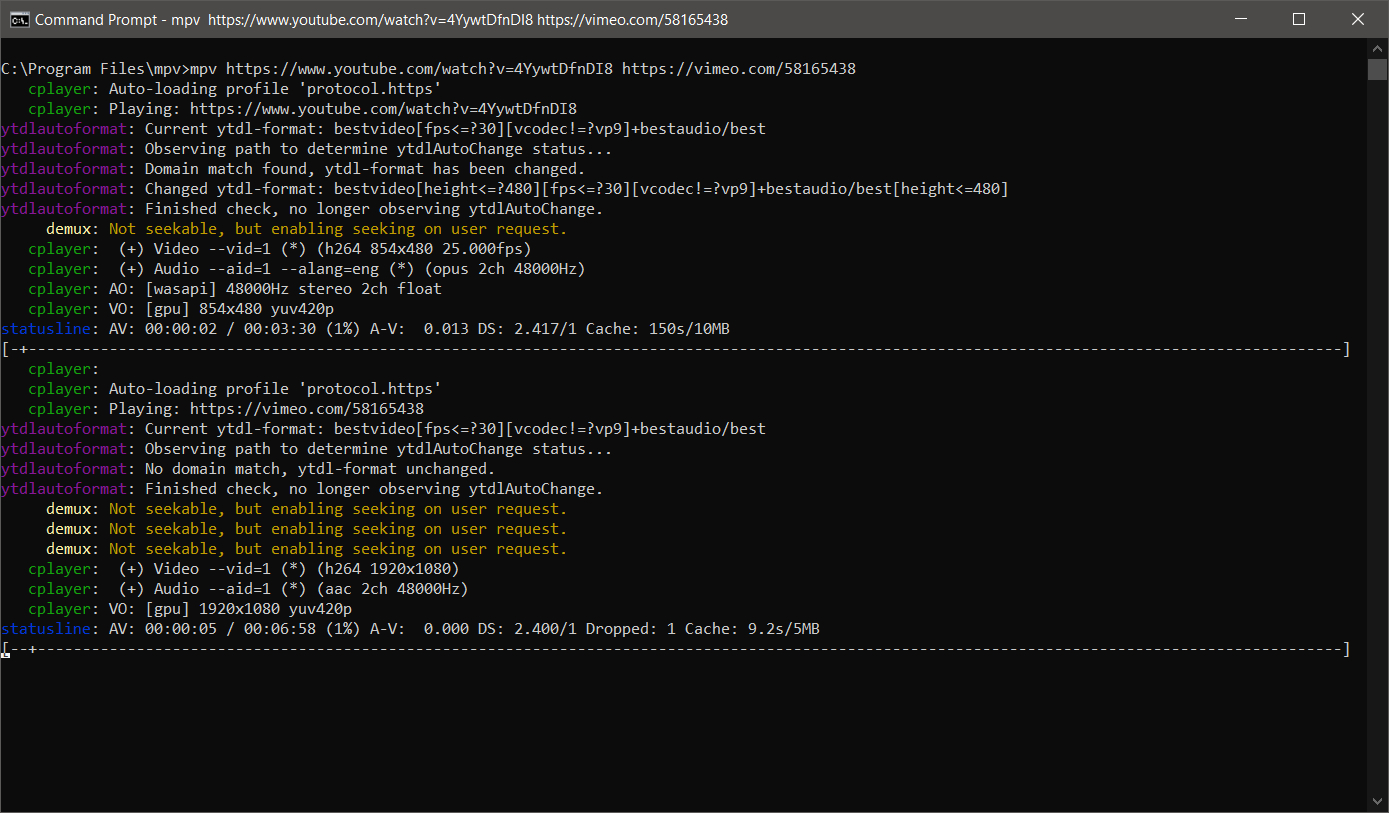 Command Prompt - mpv  https://www.youtube.com/watch?v=4YywtDfnDI8 https://vimeo.com/58165438
C:\Program Files\mpv>mpv https://www.youtube.com/watch?v=4YywtDfnDI8 https://vimeo.com/58165438
   cplayer: Auto-loading profile 'protocol.https'
   cplayer: Playing: https://www.youtube.com/watch?v=4YywtDfnDI8
ytdlautoformat: Current ytdl-format: bestvideo[fps<=?30][vcodec!=?vp9]+bestaudio/best
ytdlautoformat: Observing path to determine ytdlAutoChange status...
ytdlautoformat: Domain match found, ytdl-format has been changed.
ytdlautoformat: Changed ytdl-format: bestvideo[height<=?480][fps<=?30][vcodec!=?vp9]+bestaudio/best[height<=480]
ytdlautoformat: Finished check, no longer observing ytdlAutoChange.
     demux: Not seekable, but enabling seeking on user request.
   cplayer:  (+) Video --vid=1 (*) (h264 854x480 25.000fps)
   cplayer:  (+) Audio --aid=1 --alang=eng (*) (opus 2ch 48000Hz)
   cplayer: AO: [wasapi] 48000Hz stereo 2ch float
   cplayer: VO: [gpu] 854x480 yuv420p
statusline: AV: 00:00:02 / 00:03:30 (1%) A-V:  0.013 DS: 2.417/1 Cache: 150s/10MB
[-+--------------------------------------------------------------------------------------------------------------------------------------------------]
   cplayer:
   cplayer: Auto-loading profile 'protocol.https'
   cplayer: Playing: https://vimeo.com/58165438
ytdlautoformat: Current ytdl-format: bestvideo[fps<=?30][vcodec!=?vp9]+bestaudio/best
ytdlautoformat: Observing path to determine ytdlAutoChange status...
ytdlautoformat: No domain match, ytdl-format unchanged.
ytdlautoformat: Finished check, no longer observing ytdlAutoChange.
     demux: Not seekable, but enabling seeking on user request.
     demux: Not seekable, but enabling seeking on user request.
     demux: Not seekable, but enabling seeking on user request.
   cplayer:  (+) Video --vid=1 (*) (h264 1920x1080)
   cplayer:  (+) Audio --aid=1 (*) (aac 2ch 48000Hz)
   cplayer: VO: [gpu] 1920x1080 yuv420p
statusline: AV: 00:00:05 / 00:06:58 (1%) A-V:  0.000 DS: 2.400/1 Dropped: 1 Cache: 9.2s/5MB
[--+-------------------------------------------------------------------------------------------------------------------------------------------------]